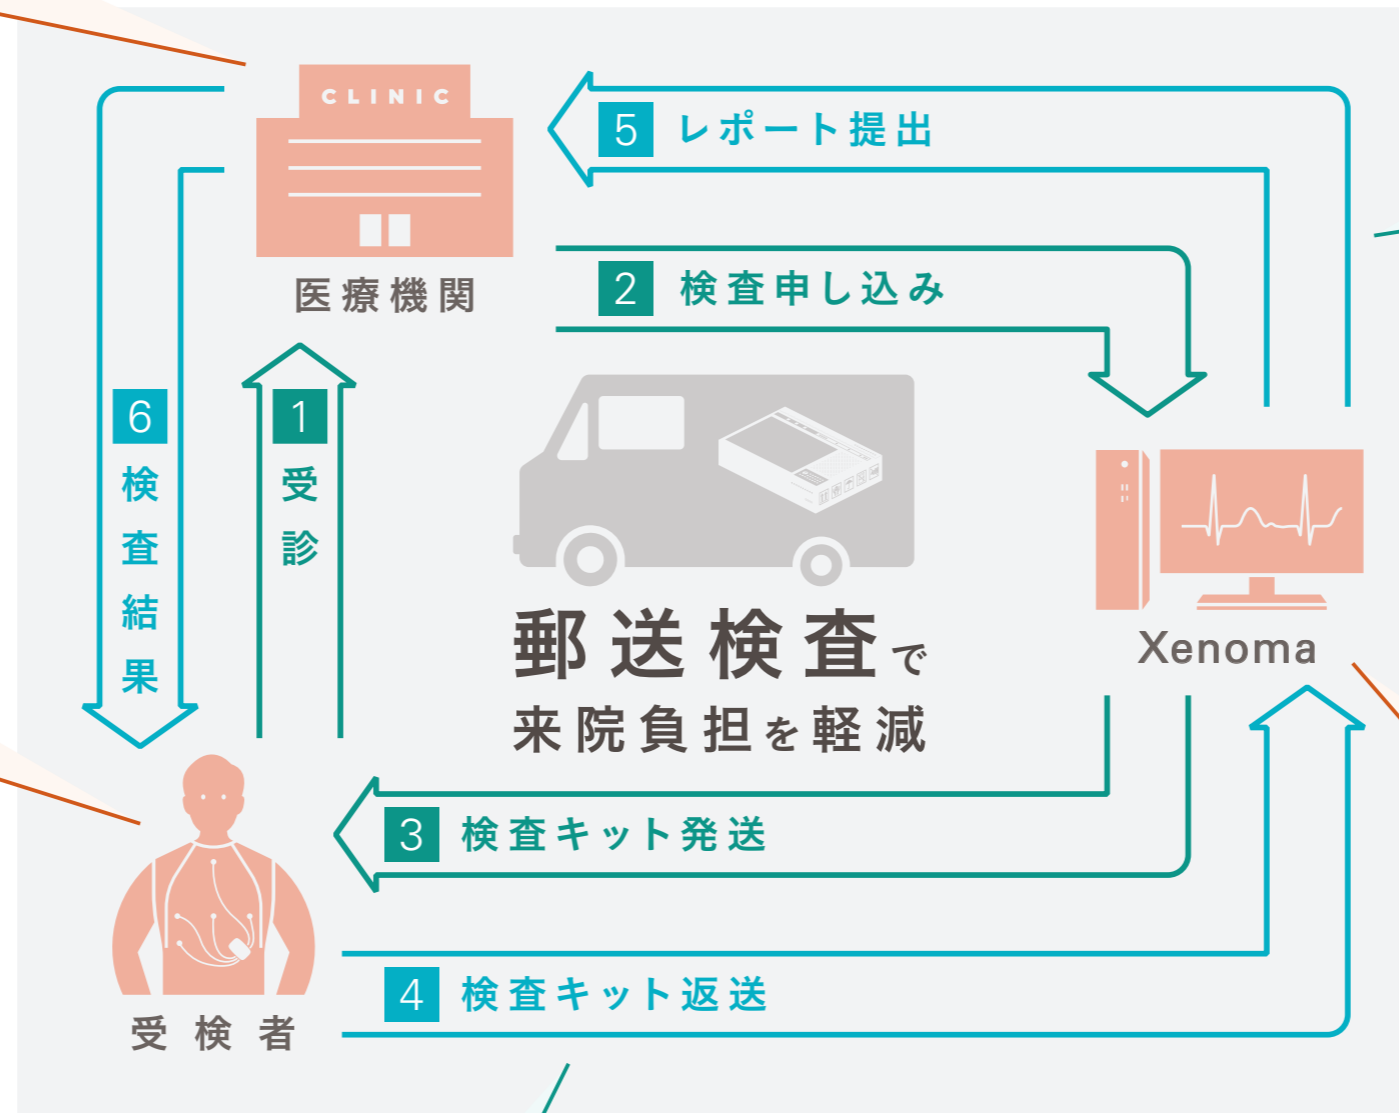 CLINIC
医療機関
5 レポート提出
2 検査申し込み
6 検査結果
1 受診
郵送検査で
来院負担を軽減
Xenoma
3 検査キット発送
4 検査キット返送
受検者